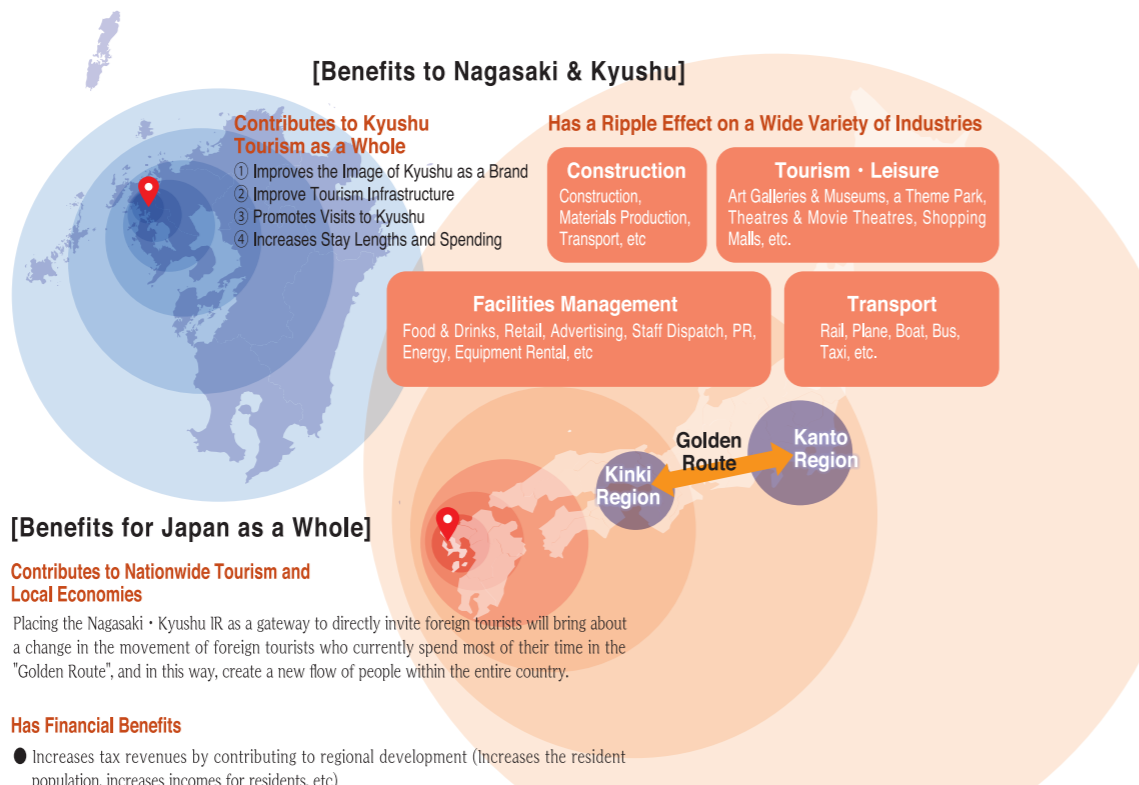 [Benefits to Nagasaki & Kyushu]
Contributes to Kyushu
Tourism as a Whole
① Improves the Image of Kyushu as a Brand
② Improve Tourism Infrastructure
③ Promotes Visits to Kyushu
④ Increases Stay Lengths and Spending
Has a Ripple Effect on a Wide Variety of Industries
Construction
Construction,
Materials Production,
Transport, etc
Tourism・Leisure
Art Galleries & Museums, a Theme Park,
Theatres & Movie Theatres, Shopping
Malls, etc.
Facilities Management
Food & Drinks, Retail, Advertising, Staff Dispatch, PR,
Energy, Equipment Rental, etc
Transport
Rail, Plane, Boat, Bus,
Taxi, etc.
Golden
Route
Kinki
Region
Kanto
Region
[Benefits for Japan as a Whole]
Contributes to Nationwide Tourism and
Local Economies
Placing the Nagasaki・Kyushu IR as a gateway to directly invite foreign tourists will bring about
a change in the movement of foreign tourists who currently spend most of their time in the
"Golden Route", and in this way, create a new flow of people within the entire country.
Has Financial Benefits
● Increases tax revenues by contributing to regional development (Increases the resident
population, increases incomes for residents, etc)